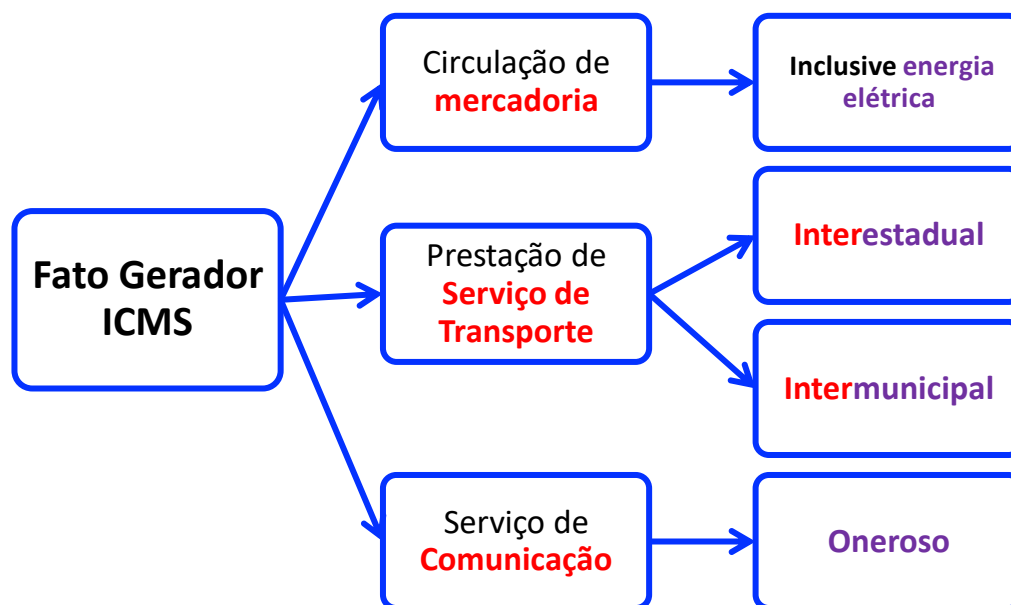 Fato Gerador
ICMS
Circulação de
mercadoria
Inclusive energia
elétrica
Prestação de
Serviço de
Transporte
Interestadual
Intermunicipal
Serviço de
Comunicação
Oneroso